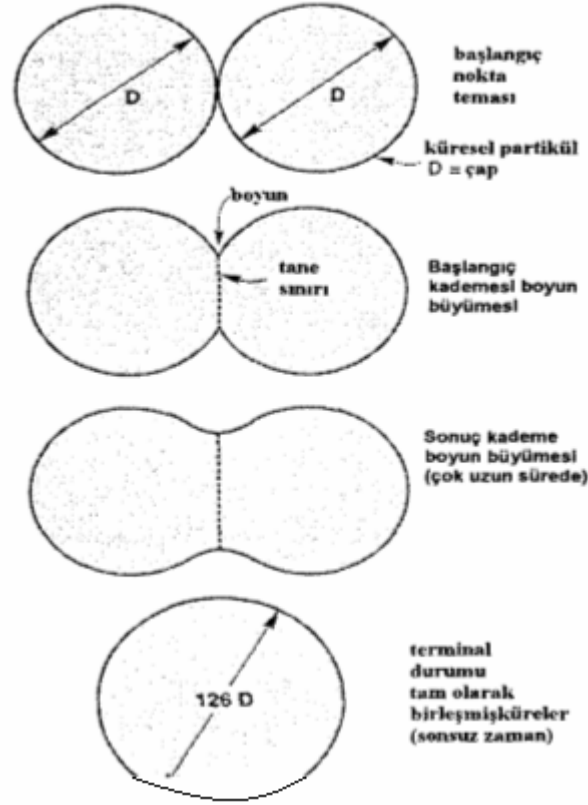 D
D
başlangıç
nokta
teması
küresel partikül
D = çap
boyun
tane
sınırı
Başlangıç
kademesi boyun
büyümesi
Sonuç kademe
boyun büyümesi
(çok uzun sürede)
126 D
terminal
durumu
tam olarak
birleşmişküreler
(sonsuz zaman)